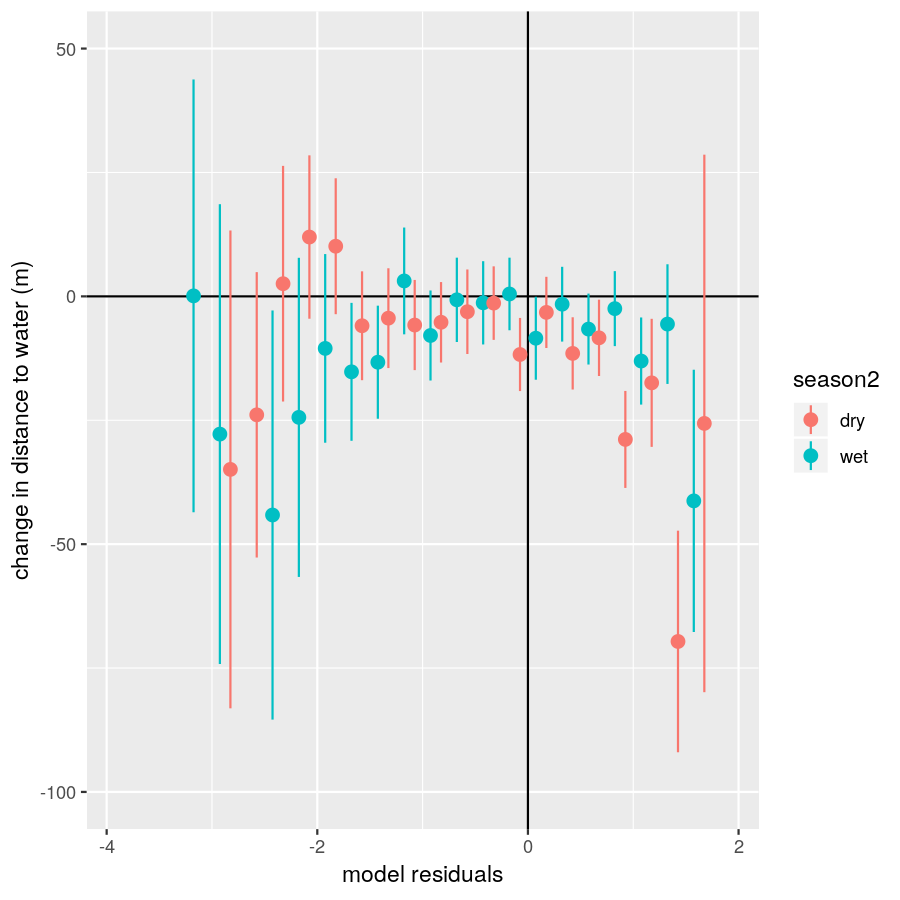 50
0
-50
-100
change in distance to water (m)
-4
-2
0
2
model residuals
season2
dry
wet